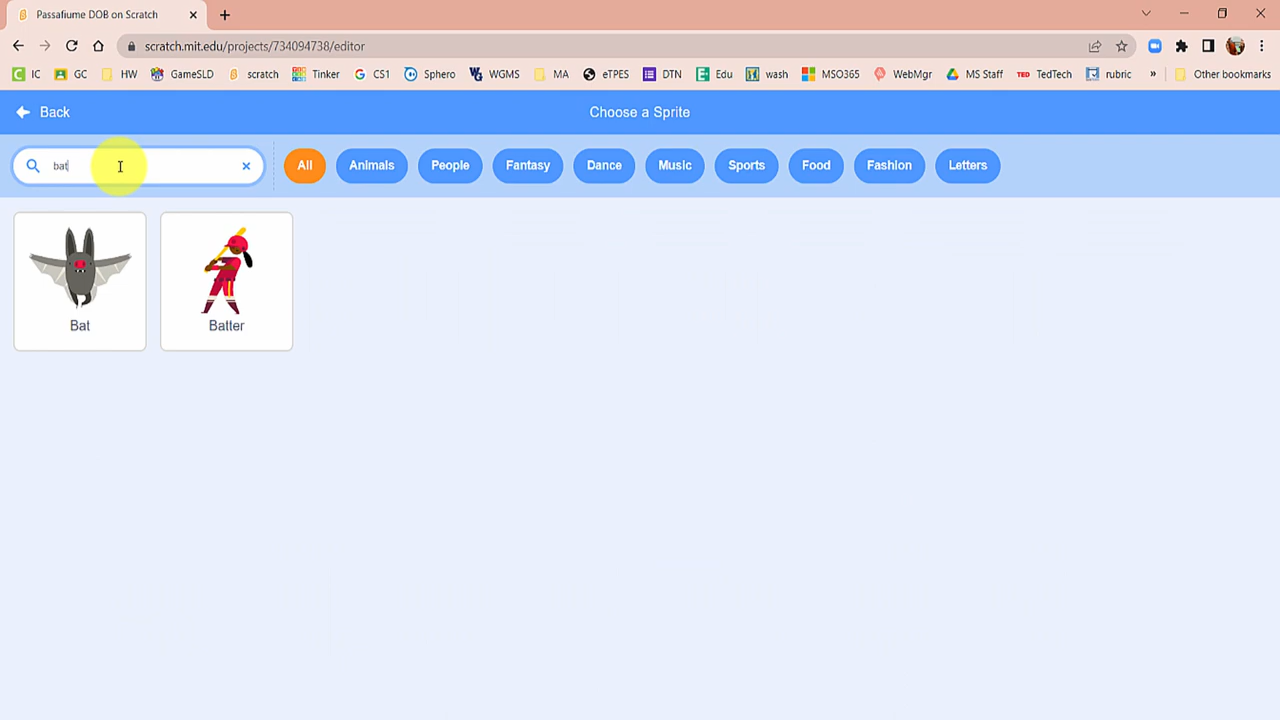 Passafiume DOB on Scratch
scratch.mit.edu/projects/734094738/editor
IC GC HW GameSLD scratch Tinker CS1 Sphero WGMS MA eTPES DTN Edu wash MSO365 WebMgr MS Staff TED TedTech rubric » Other bookmarks
Back Choose a Sprite
bat All Animals People Fantasy Dance Music Sports Food Fashion Letters
Bat Batter